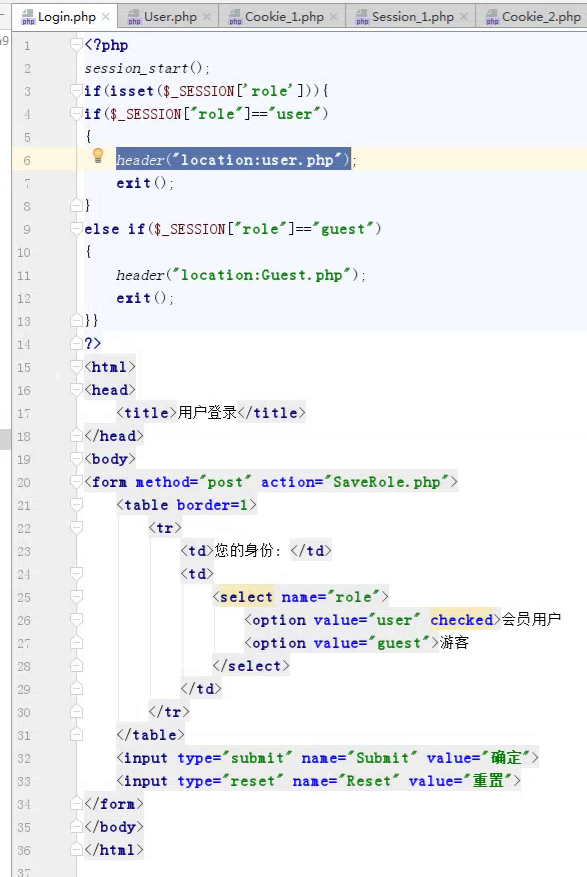 Login.php × User.php × Cookie_1.php × Session_1.php × Cookie_2.php
1 <?php
2 session_start();
3 if(isset($_SESSION['role'])){
4 if($_SESSION["role"]=="user")
5 {
6 header("location:user.php");
7 exit();
8 }
9 else if($_SESSION["role"]=="guest")
10 {
11 header("location:Guest.php");
12 exit();
13 }}
14 ?>
15 <html>
16 <head>
17 <title>用户登录</title>
18 </head>
19 <body>
20 <form method="post" action="SaveRole.php">
21 <table border=1>
22 <tr>
23 <td>您的身份：</td>
24 <td>
25 <select name="role">
26 <option value="user" checked>会员用户
27 <option value="guest">游客
28 </select>
29 </td>
30 </tr>
31 </table>
32 <input type="submit" name="Submit" value="确定">
33 <input type="reset" name="Reset" value="重置">
34 </form>
35 </body>
36 </html>
37